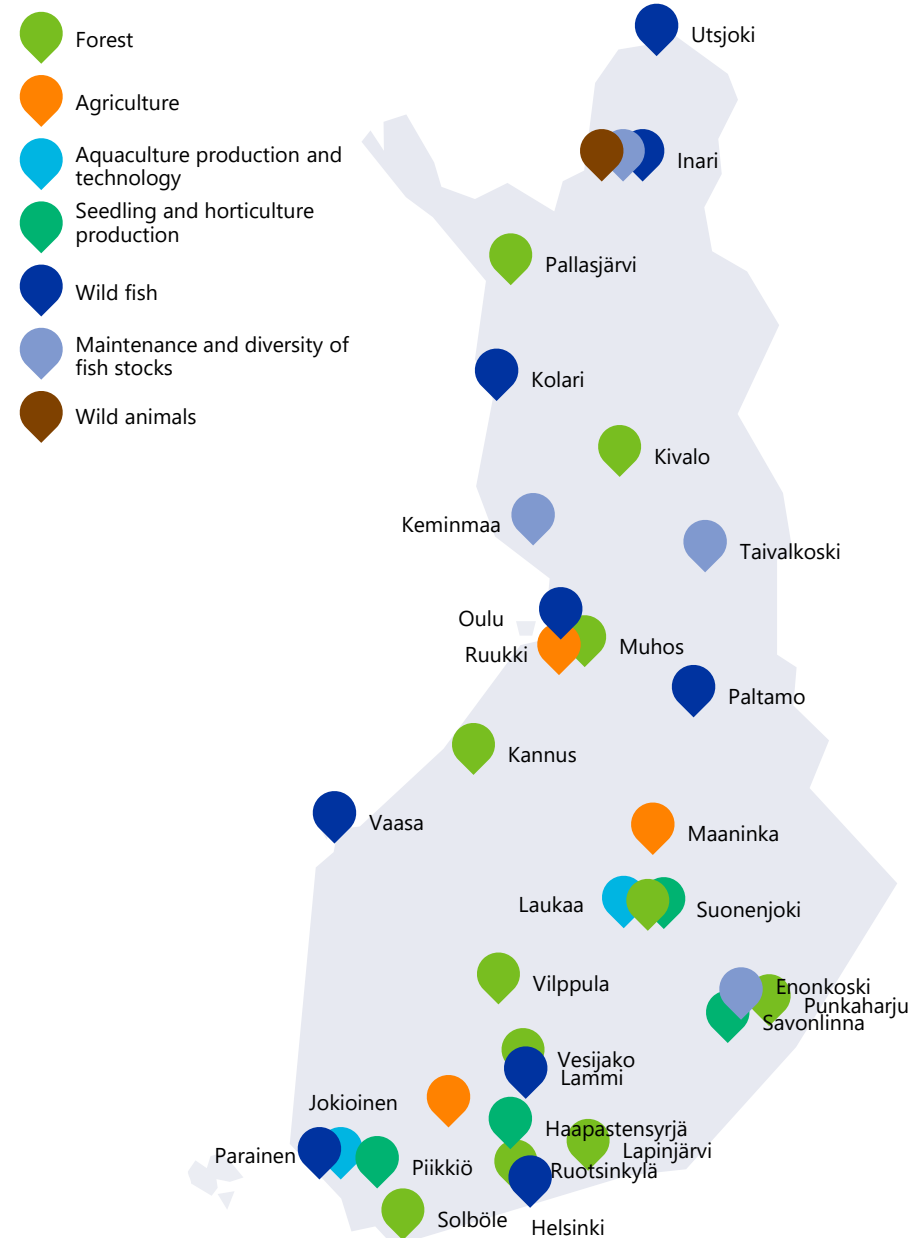 Forest
Agriculture
Aquaculture production and
technology
Seedling and horticulture
production
Wild fish
Maintenance and diversity of
fish stocks
Wild animals
Utsjoki
Inari
Pallasjärvi
Kolari
Kivalo
Keminmaa
Taivalkoski
Oulu
Ruukki
Muhos
Paltamo
Kannus
Vaasa
Maaninka
Laukaa
Suonenjoki
Vilppula
Enonkoski
Punkaharju
Savonlinna
Vesijako
Lammi
Jokioinen
Haapastensyrjä
Lapinjärvi
Parainen
Piikkiö
Ruotsinkylä
Solböle
Helsinki